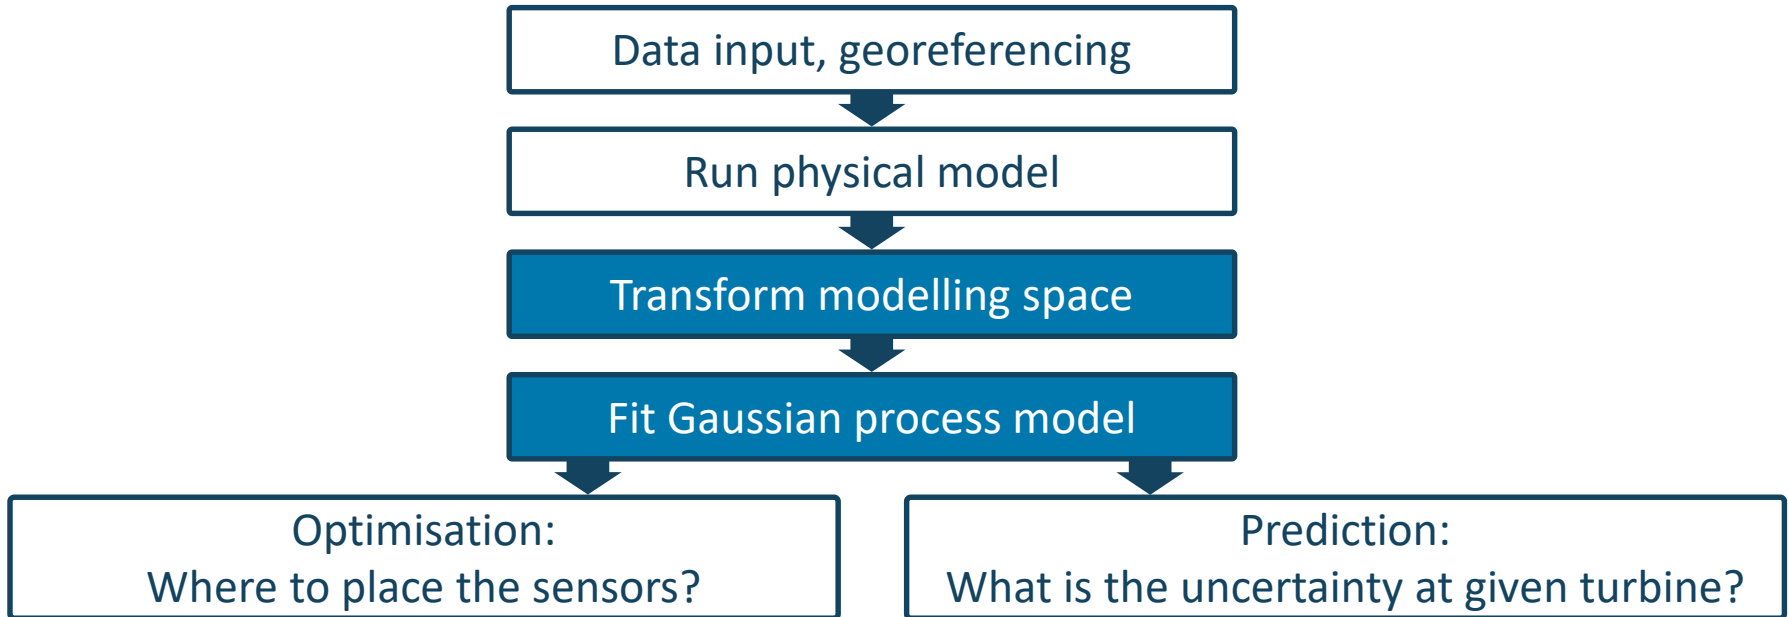 Data input, georeferencing
Run physical model
Transform modelling space
Fit Gaussian process model
Optimisation:
Where to place the sensors?
Prediction:
What is the uncertainty at given turbine?